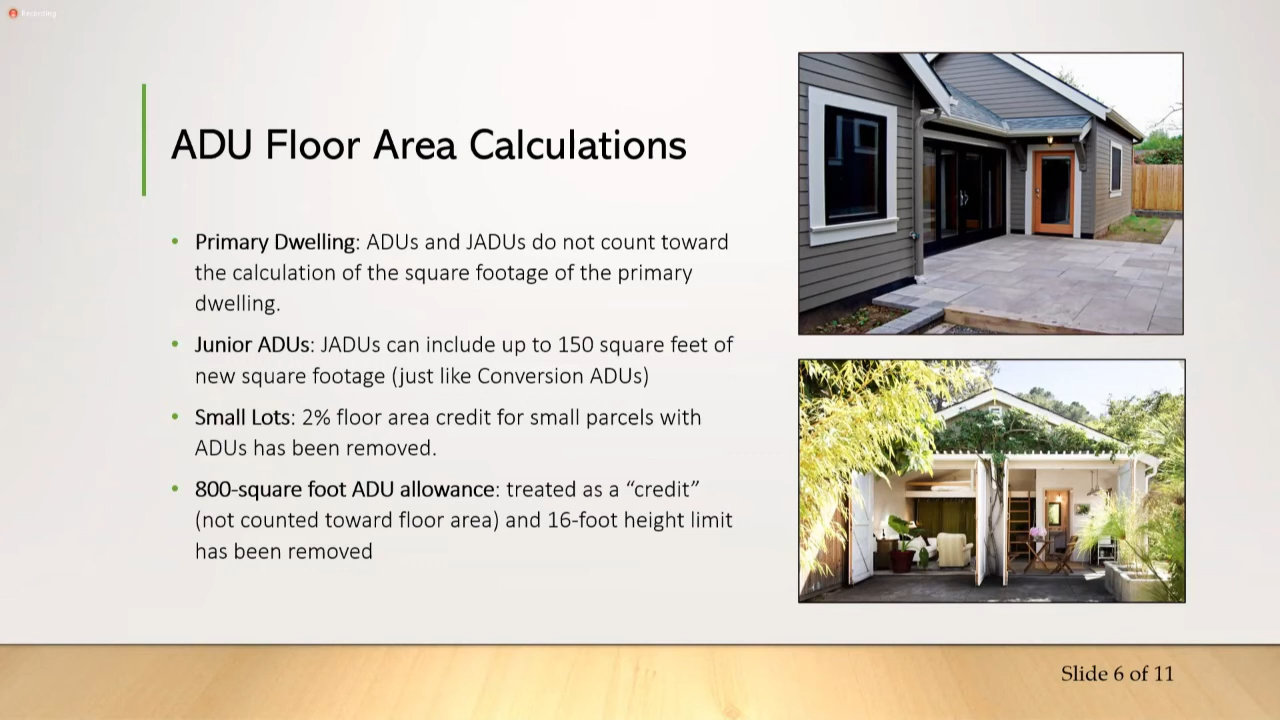 Recording
ADU Floor Area Calculations
• Primary Dwelling: ADUs and JADUs do not count toward
the calculation of the square footage of the primary
dwelling.
• Junior ADUs: JADUs can include up to 150 square feet of
new square footage (just like Conversion ADUs)
• Small Lots: 2% floor area credit for small parcels with
ADUs has been removed.
• 800-square foot ADU allowance: treated as a “credit”
(not counted toward floor area) and 16-foot height limit
has been removed
Slide 6 of 11